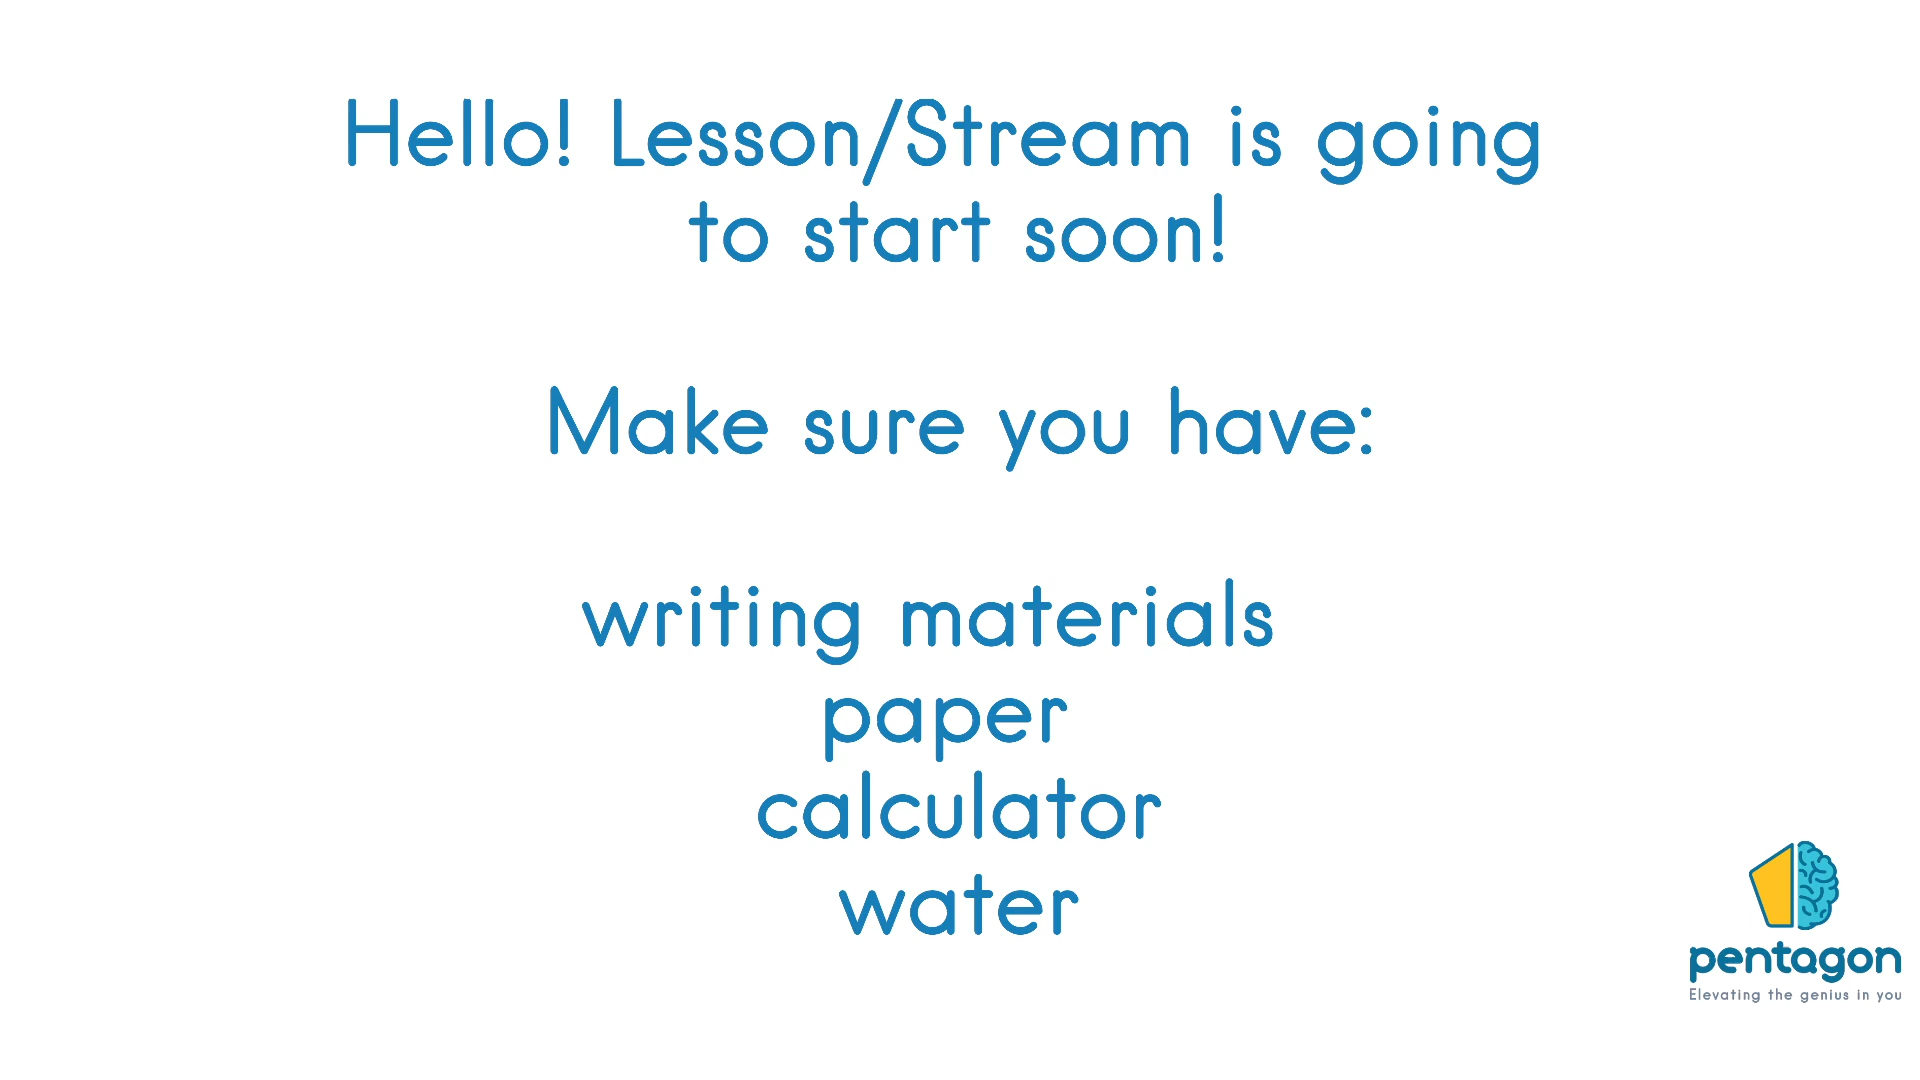 Hello! Lesson/Stream is going
to start soon!
Make sure you have:
writing materials
paper
calculator
water
pentagon
Elevating the genius in you